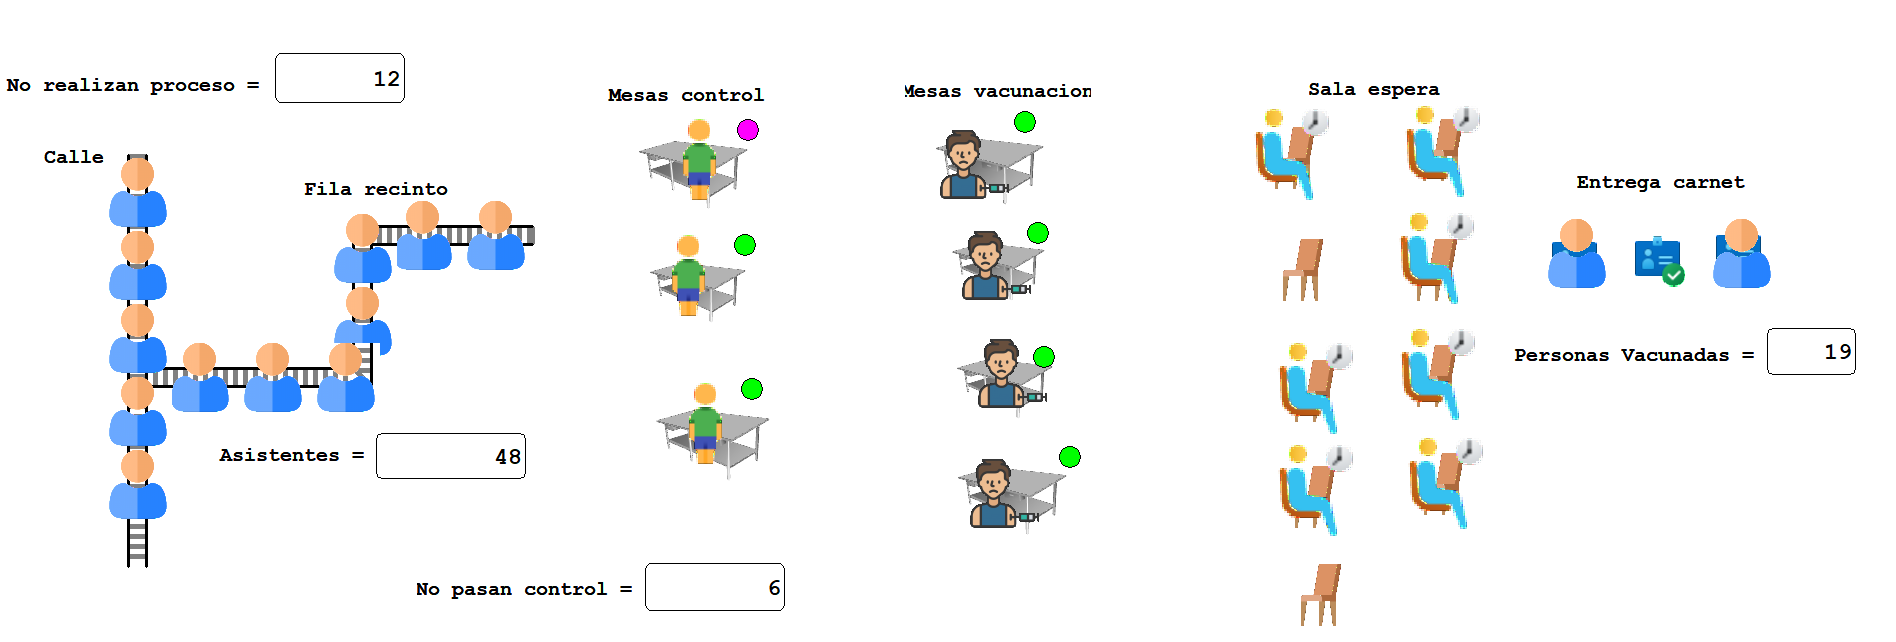 No realizan proceso = 12
Mesas control
Mesas vacunacion
Sala espera
Calle
Fila recinto
Entrega carnet
Personas Vacunadas = 19
Asistentes = 48
No pasan control = 6